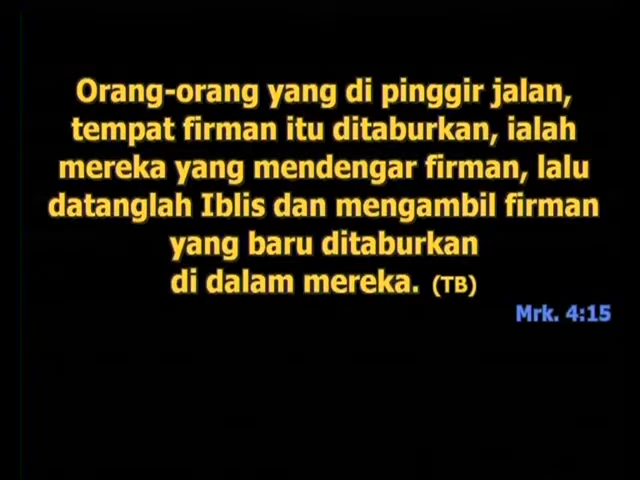 Orang-orang yang di pinggir jalan,
tempat firman itu ditaburkan, ialah
mereka yang mendengar firman, lalu
datanglah Iblis dan mengambil firman
yang baru ditaburkan
di dalam mereka. (TB)
Mrk. 4:15